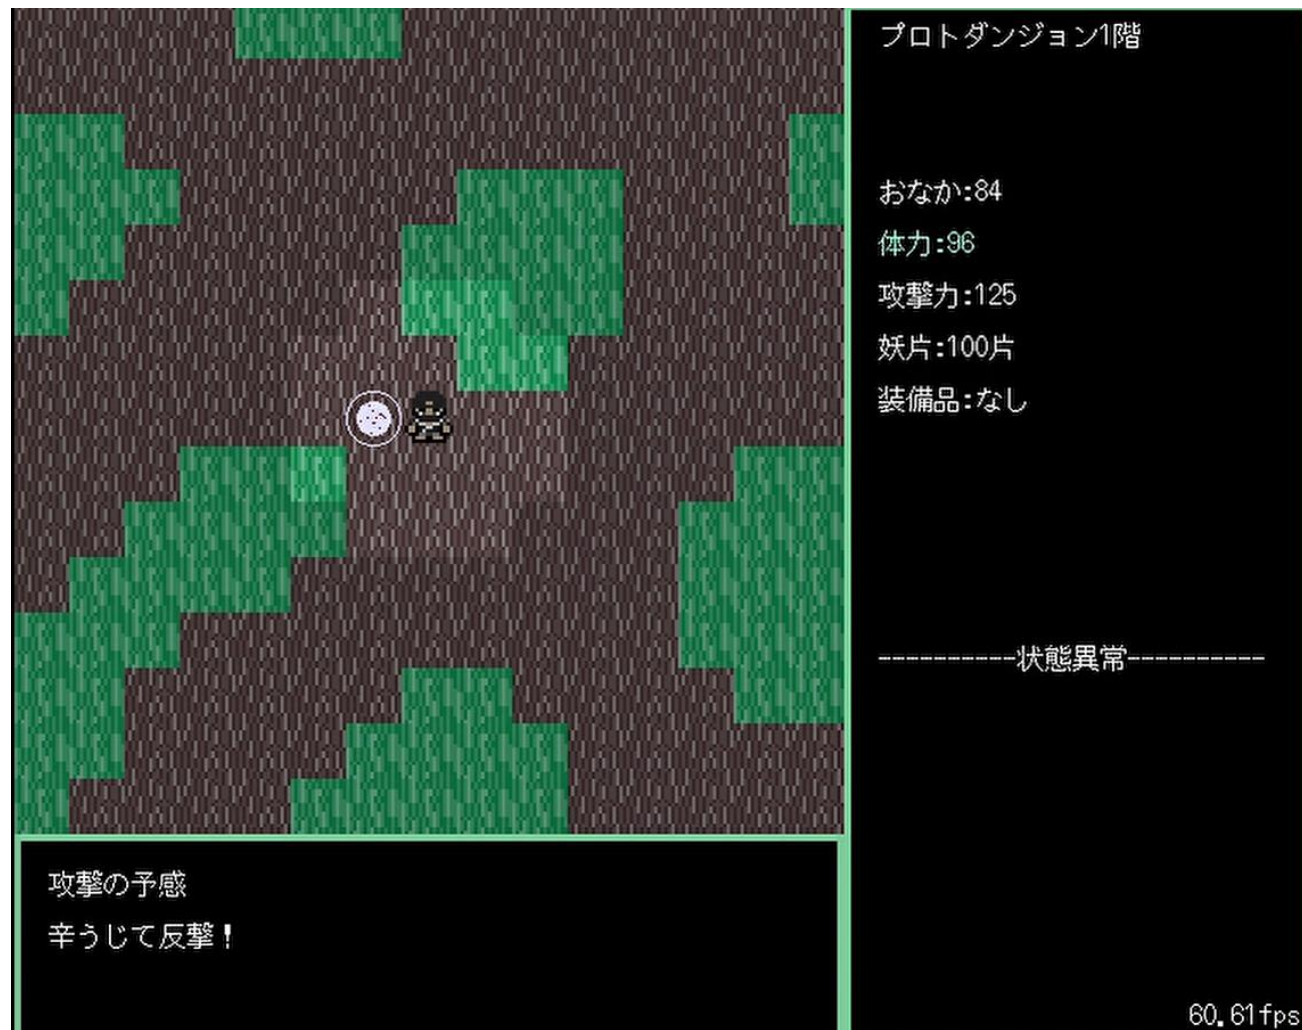 プロトダンジョン1階
おなか:84
体力:96
攻撃力:125
妖片:100片
装備品:なし
----------状態異常----------
攻撃の予感
辛うじて反撃！
60.61fps